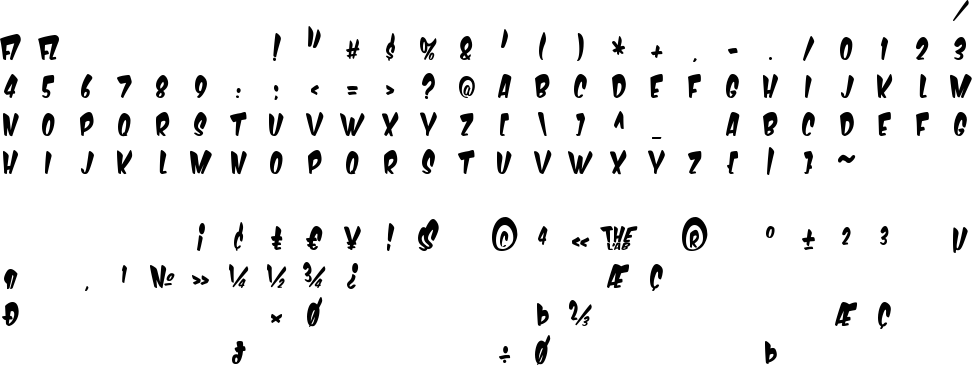 FI FL ! " # $ % & ' ( ) * + , - . / 0 1 2 3
4 5 6 7 8 9 : ; < = > ? @ A B C D E F G H I J K L M
N O P Q R S T U V W X Y Z [ \ ] ^ _ A B C D E F G
H I J K L M N O P Q R S T U V W X Y Z { | } ~
¡ ¢ £ € ¥ ! S © 4 « THE LAB ® º ± 2 3 µ
¶ , 1 № » ¼ ½ ¾ ¿ Æ Ç
Ð × Ø Þ ⅔ Æ Ç
÷ Ø Þ